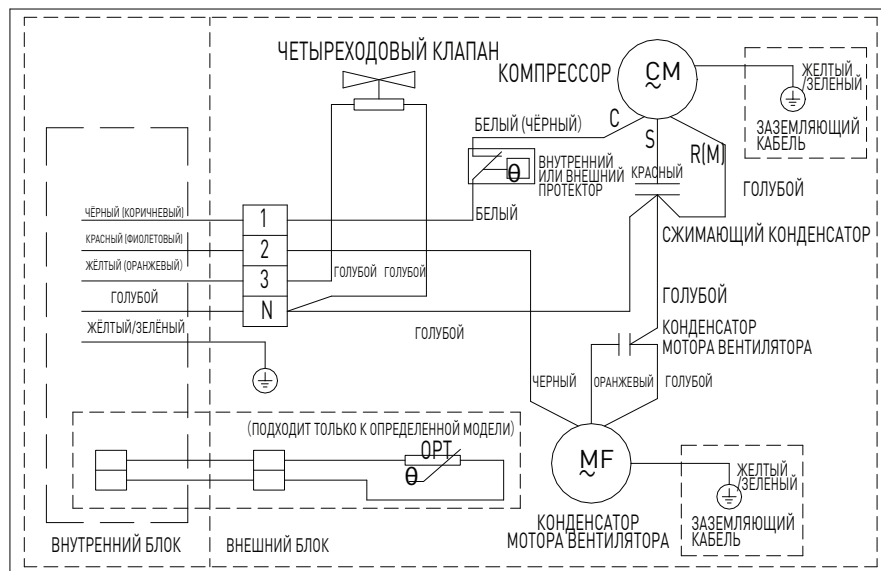 ЧЕТЫРЕХОДОВЫЙ КЛАПАН
КОМПРЕССОР
CM
~
ЖЕЛТЫЙ
/ЗЕЛЕНЫЙ
ЗАЗЕМЛЯЮЩИЙ
КАБЕЛЬ
БЕЛЫЙ (ЧЁРНЫЙ)
C
S
R(M)
θ
ВНУТРЕННИЙ
ИЛИ ВНЕШНИЙ
ПРОТЕКТОР
КРАСНЫЙ
ГОЛУБОЙ
БЕЛЫЙ
СЖИМАЮЩИЙ КОНДЕНСАТОР
ЧЁРНЫЙ (КОРИЧНЕВЫЙ)
1
КРАСНЫЙ (ФИОЛЕТОВЫЙ)
2
ЖЁЛТЫЙ (ОРАНЖЕВЫЙ)
3
ГОЛУБОЙ ГОЛУБОЙ
ГОЛУБОЙ
N
ЖЁЛТЫЙ/ЗЕЛЁНЫЙ
ГОЛУБОЙ
ГОЛУБОЙ
КОНДЕНСАТОР
МОТОРА ВЕНТИЛЯТОРА
ЧЕРНЫЙ
ОРАНЖЕВЫЙ
ГОЛУБОЙ
(ПОДХОДИТ ТОЛЬКО К ОПРЕДЕЛЕННОЙ МОДЕЛИ)
OPT
θ
MF
~
ЖЕЛТЫЙ
/ЗЕЛЕНЫЙ
ЗАЗЕМЛЯЮЩИЙ
КАБЕЛЬ
КОНДЕНСАТОР
МОТОРА ВЕНТИЛЯТОРА
ВНУТРЕННИЙ БЛОК
ВНЕШНИЙ БЛОК